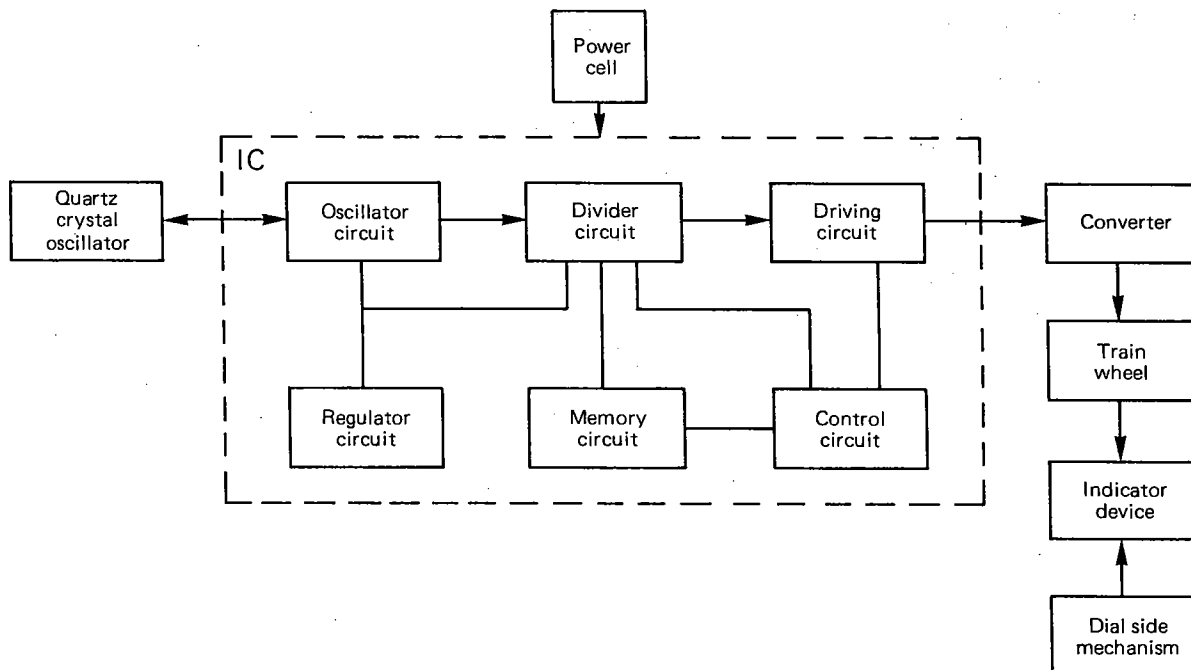 Power
cell
IC
Quartz
crystal
oscillator
Oscillator
circuit
Divider
circuit
Driving
circuit
Converter
Train
wheel
Regulator
circuit
Memory
circuit
Control
circuit
Indicator
device
Dial side
mechanism